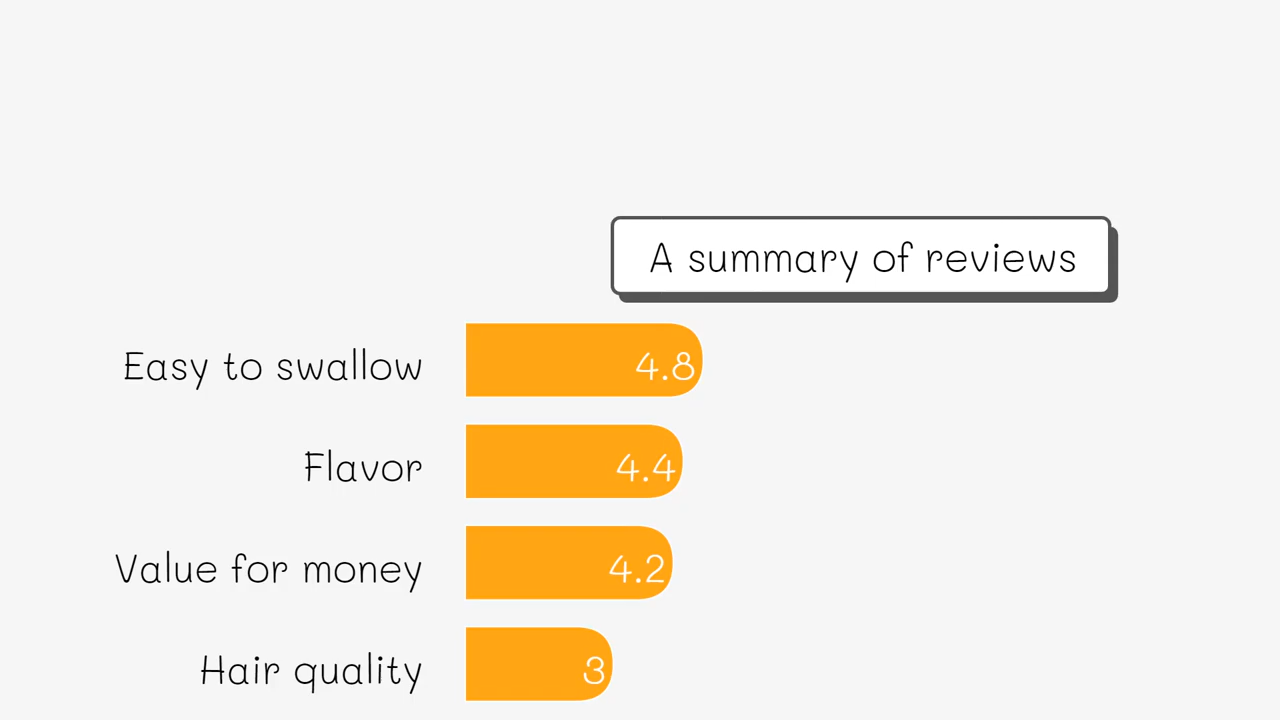 A summary of reviews
Easy to swallow 4.8
Flavor 4.4
Value for money 4.2
Hair quality 3